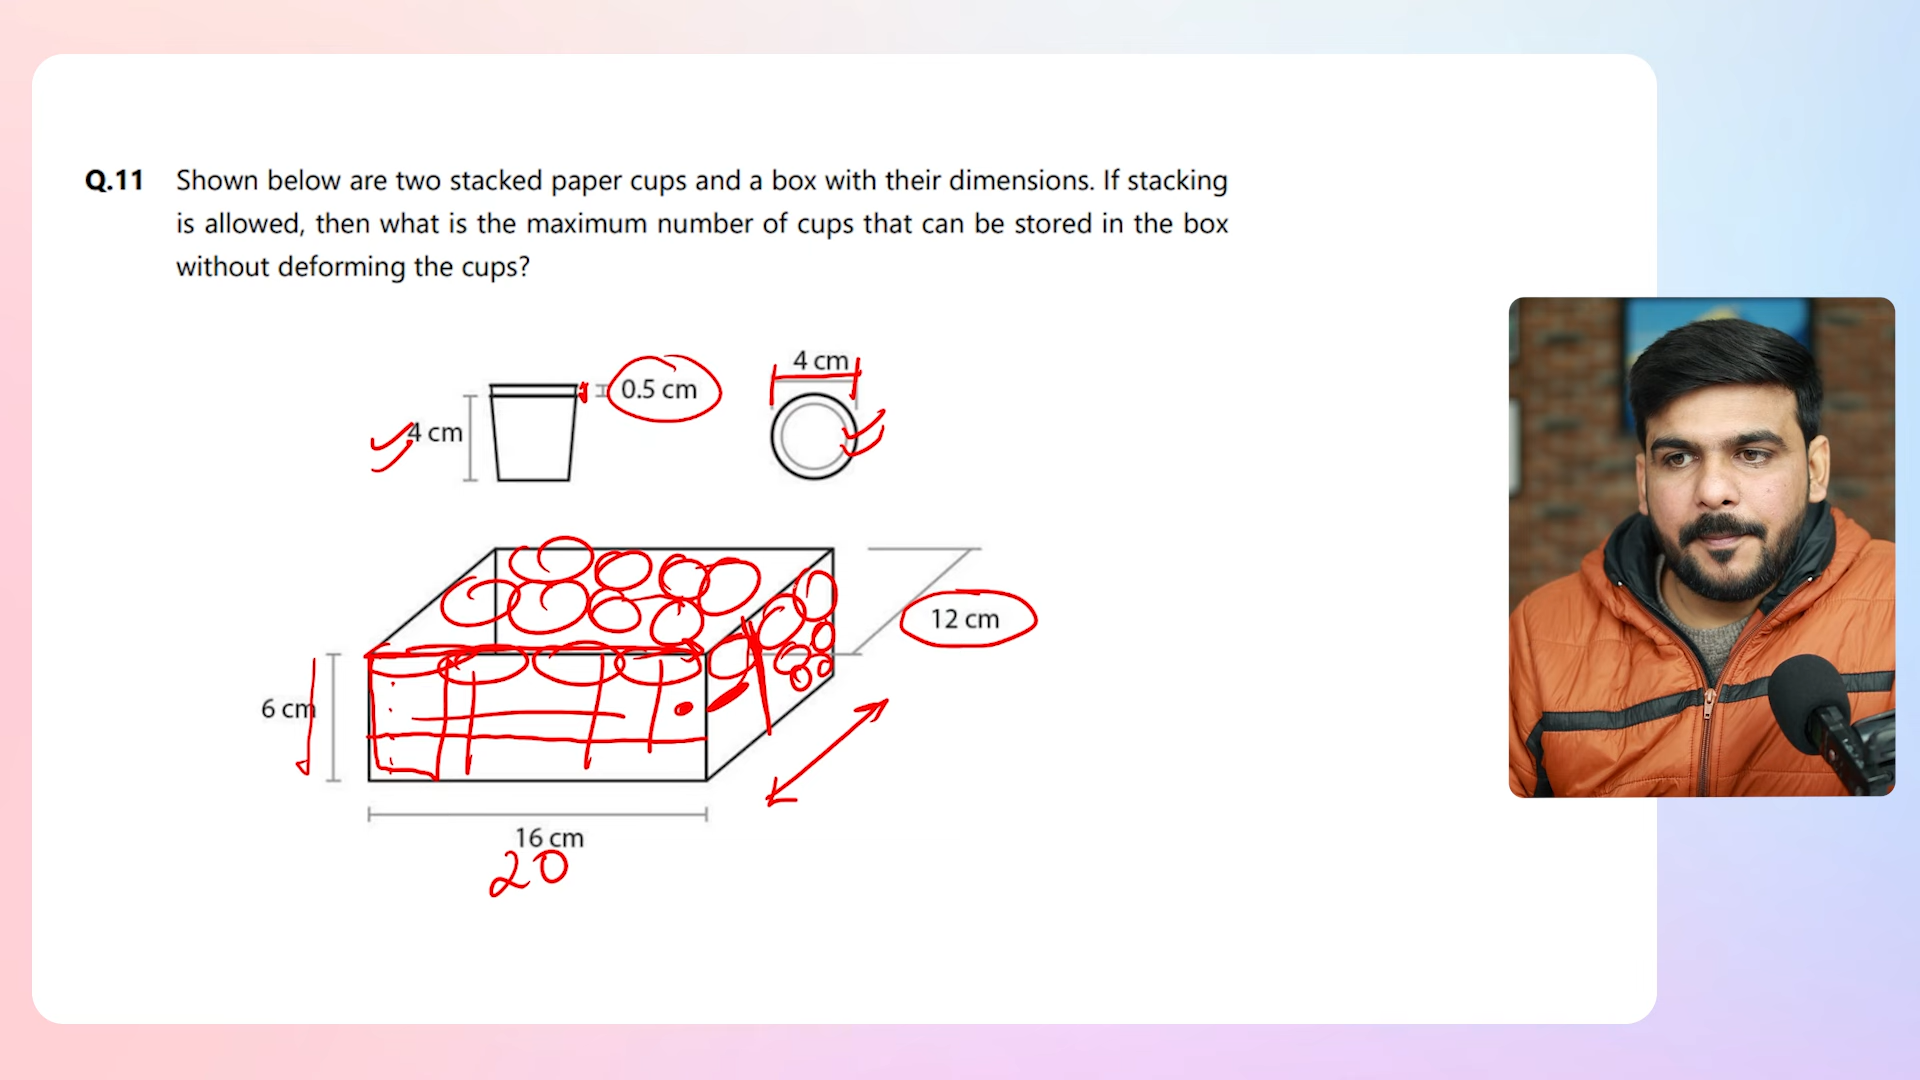 Q.11 Shown below are two stacked paper cups and a box with their dimensions. If stacking
is allowed, then what is the maximum number of cups that can be stored in the box
without deforming the cups?
4 cm
0.5 cm
4 cm
12 cm
6 cm
16 cm
20